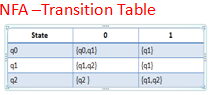 NFA –Transition Table
State 0 1
q0 {q0,q1} {q1}
q1 {q1,q2} {q1}
q2 {q2 } {q1,q2}